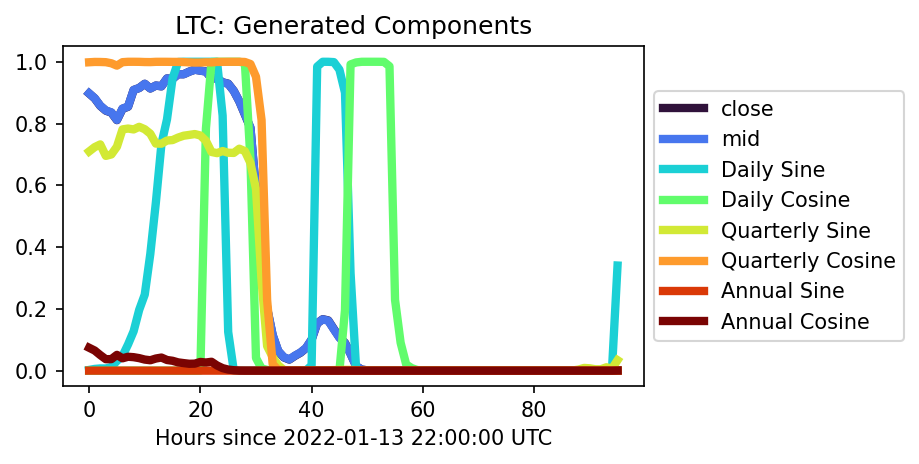 LTC: Generated Components
1.0
0.8
0.6
0.4
0.2
0.0
0
20
40
60
80
Hours since 2022-01-13 22:00:00 UTC
close
mid
Daily Sine
Daily Cosine
Quarterly Sine
Quarterly Cosine
Annual Sine
Annual Cosine